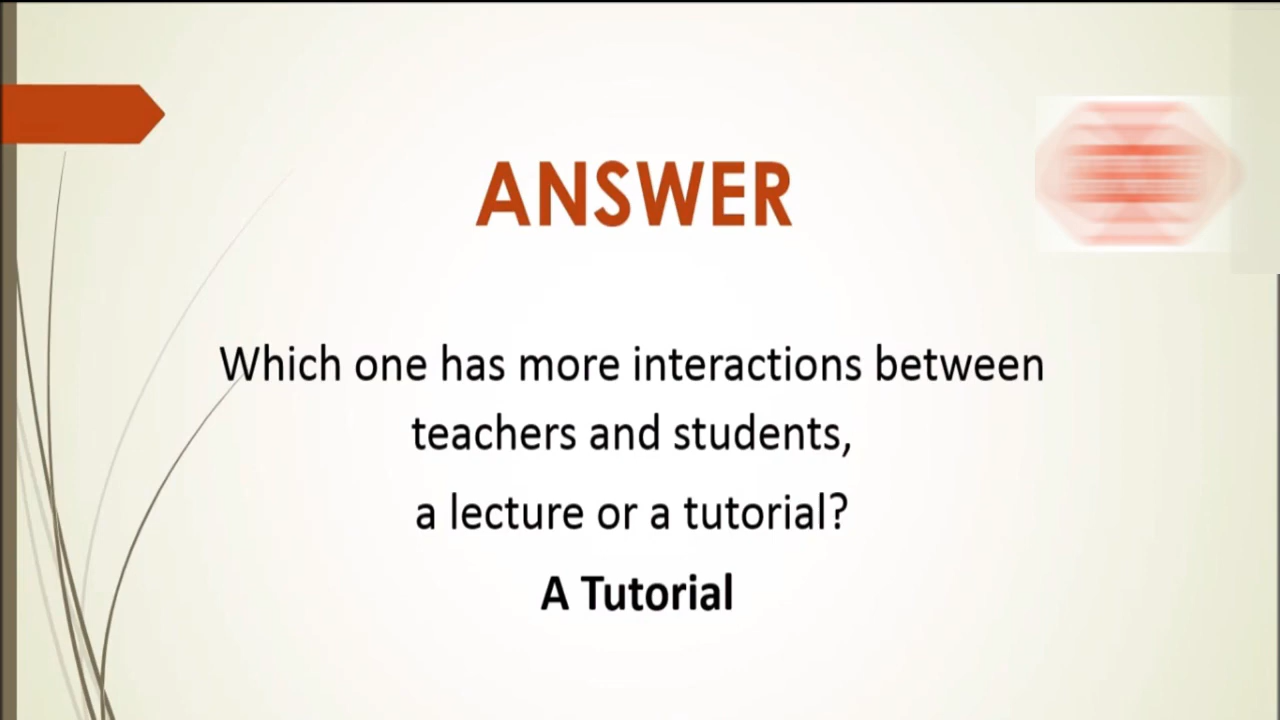 ANSWER
Which one has more interactions between
teachers and students,
a lecture or a tutorial?
A Tutorial